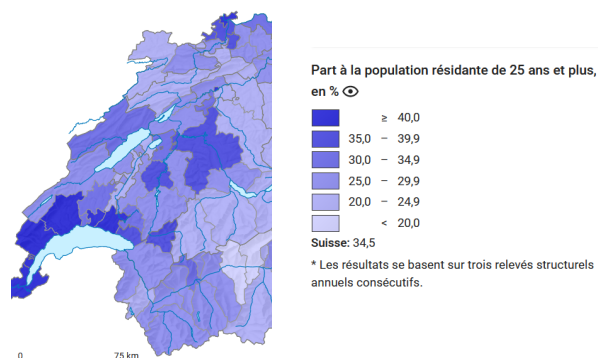 Part à la population résidante de 25 ans et plus,
en %
≥ 40,0
35,0 – 39,9
30,0 – 34,9
25,0 – 29,9
20,0 – 24,9
< 20,0
Suisse: 34,5
* Les résultats se basent sur trois relevés structurels
annuels consécutifs.
0 75 km